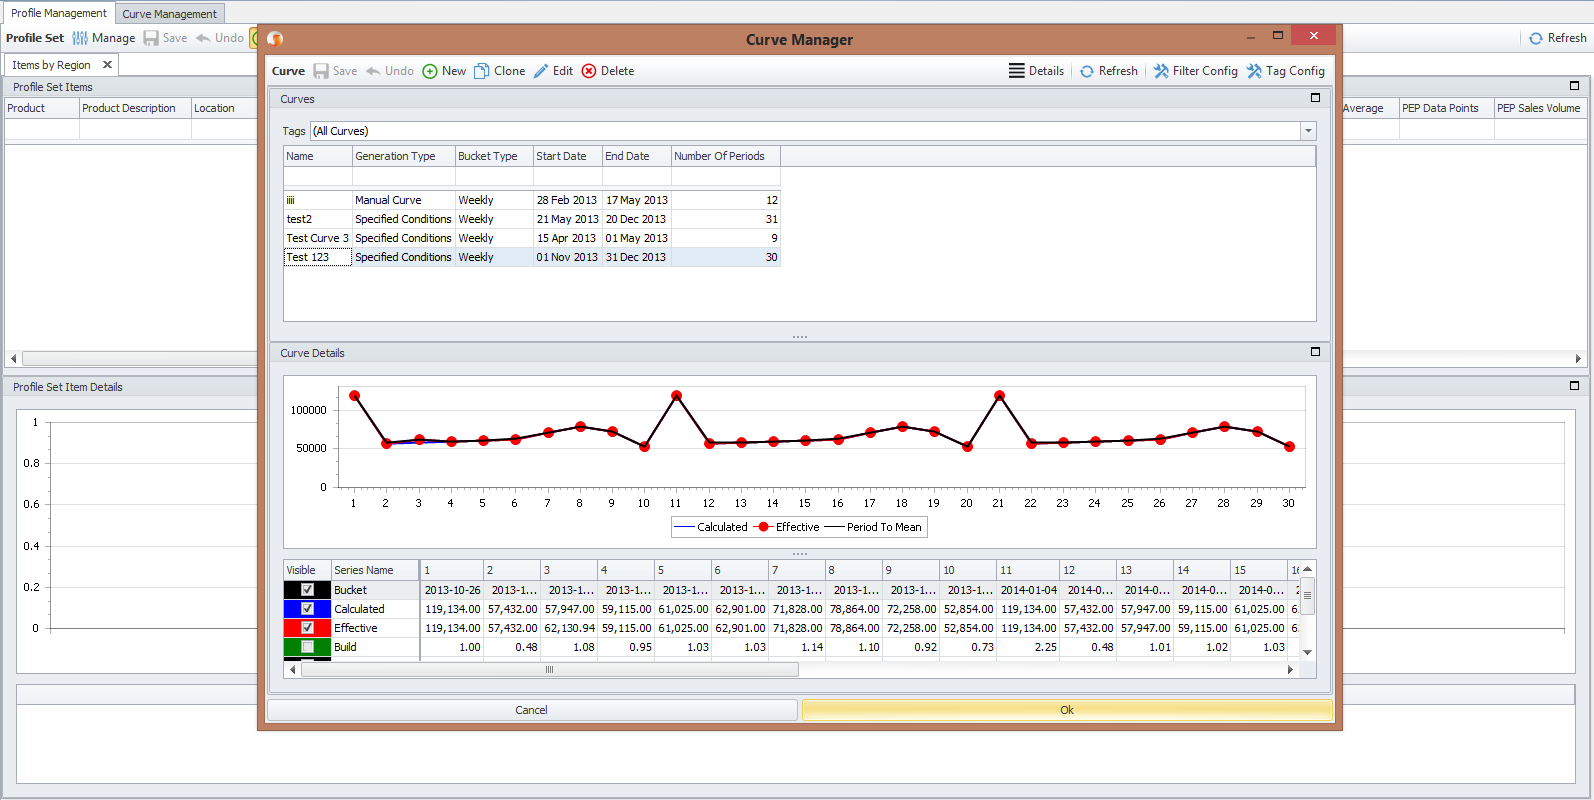 Profile Management Curve Management
Profile Set Manage Save Undo Refresh
Items by Region
Profile Set Items
Product Product Description Location Average PEP Data Points PEP Sales Volume
Profile Set Item Details
1
0.8
0.6
0.4
0.2
0
Curve Manager
Curve Save Undo New Clone Edit Delete Details Refresh Filter Config Tag Config
Curves
Tags (All Curves)
Name Generation Type Bucket Type Start Date End Date Number Of Periods
iiii Manual Curve Weekly 28 Feb 2013 17 May 2013 12
test2 Specified Conditions Weekly 21 May 2013 20 Dec 2013 31
Test Curve 3 Specified Conditions Weekly 15 Apr 2013 01 May 2013 9
Test 123 Specified Conditions Weekly 01 Nov 2013 31 Dec 2013 30
Curve Details
100000
50000
0
1 2 3 4 5 6 7 8 9 10 11 12 13 14 15 16 17 18 19 20 21 22 23 24 25 26 27 28 29 30
Calculated Effective Period To Mean
Visible Series Name 1 2 3 4 5 6 7 8 9 10 11 12 13 14 15
Bucket 2013-10-26 2013-1... 2013-1... 2013-1... 2013-1... 2013-1... 2013-1... 2013-1... 2013-1... 2013-1... 2014-01-04 2014-0... 2014-0... 2014-0... 2014-0...
Calculated 119,134.00 57,432.00 57,947.00 59,115.00 61,025.00 62,901.00 71,828.00 78,864.00 72,258.00 52,854.00 119,134.00 57,432.00 57,947.00 59,115.00 61,025.00
Effective 119,134.00 57,432.00 62,130.94 59,115.00 61,025.00 62,901.00 71,828.00 78,864.00 72,258.00 52,854.00 119,134.00 57,432.00 57,947.00 59,115.00 61,025.00
Build 1.00 0.48 1.08 0.95 1.03 1.03 1.14 1.10 0.92 0.73 2.25 0.48 1.01 1.02 1.03
Cancel Ok